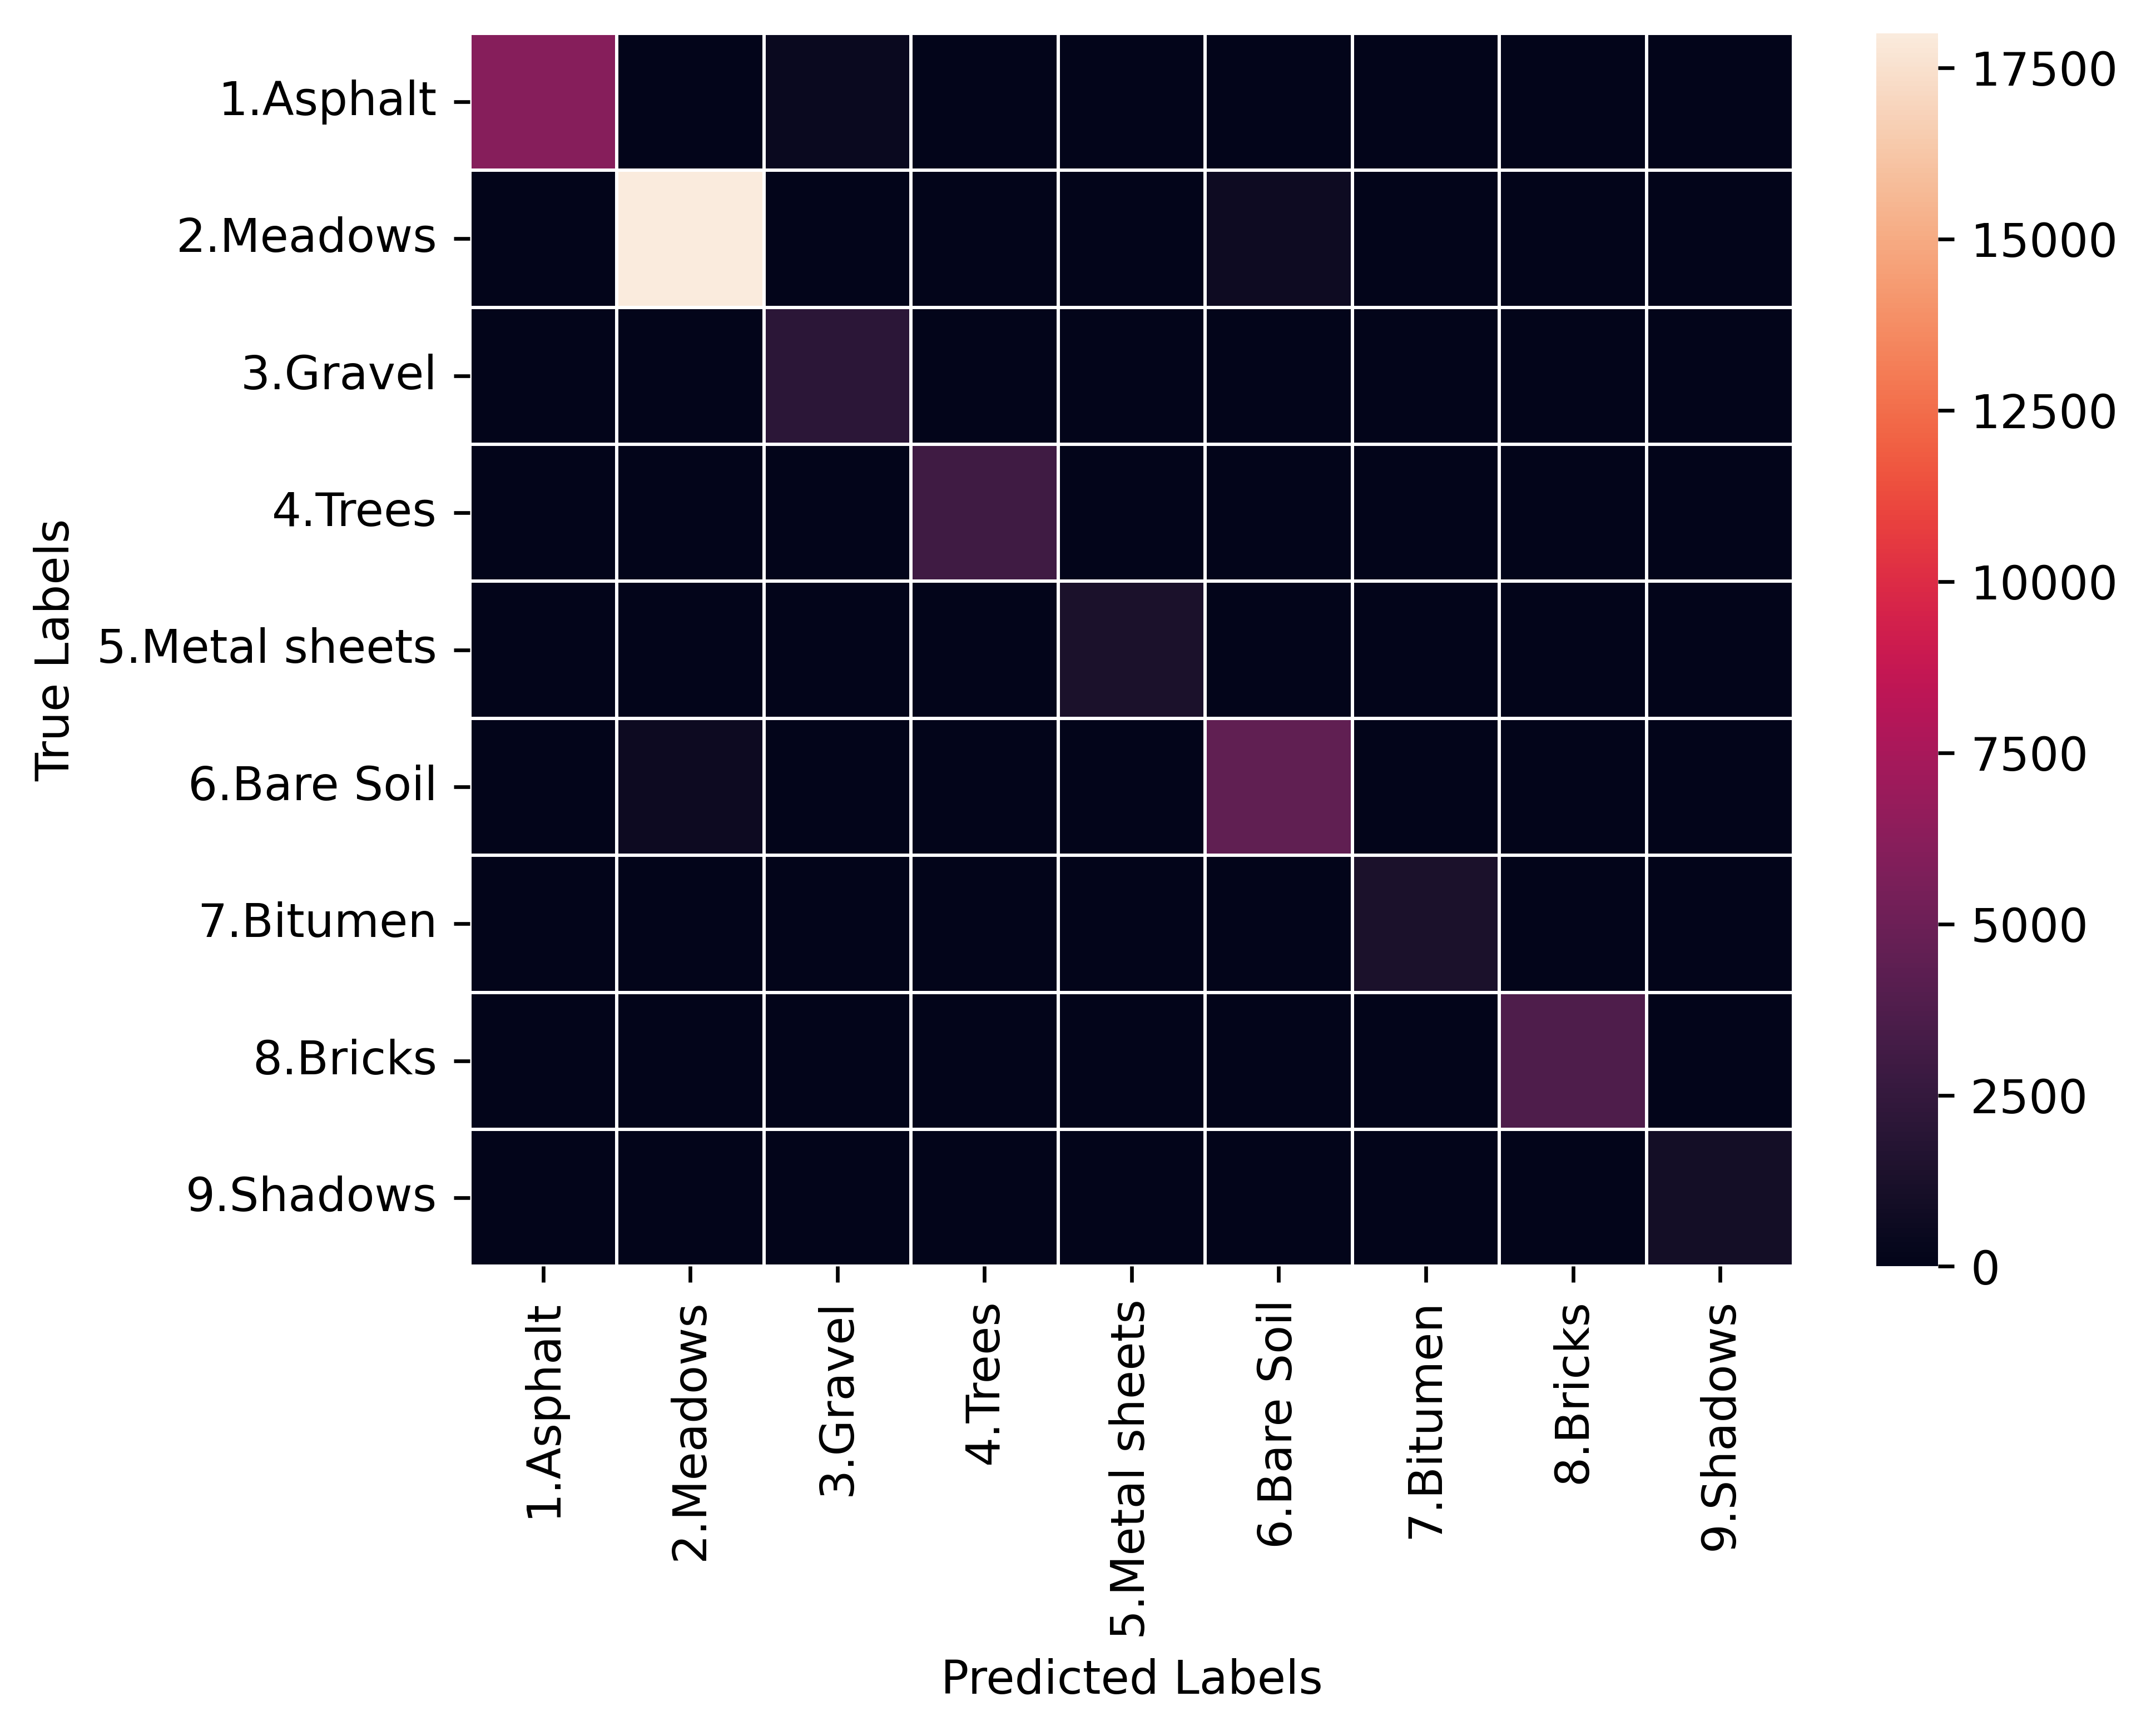 True Labels
1.Asphalt
2.Meadows
3.Gravel
4.Trees
5.Metal sheets
6.Bare Soil
7.Bitumen
8.Bricks
9.Shadows
1.Asphalt
2.Meadows
3.Gravel
4.Trees
5.Metal sheets
6.Bare Soil
7.Bitumen
8.Bricks
9.Shadows
Predicted Labels
17500
15000
12500
10000
7500
5000
2500
0